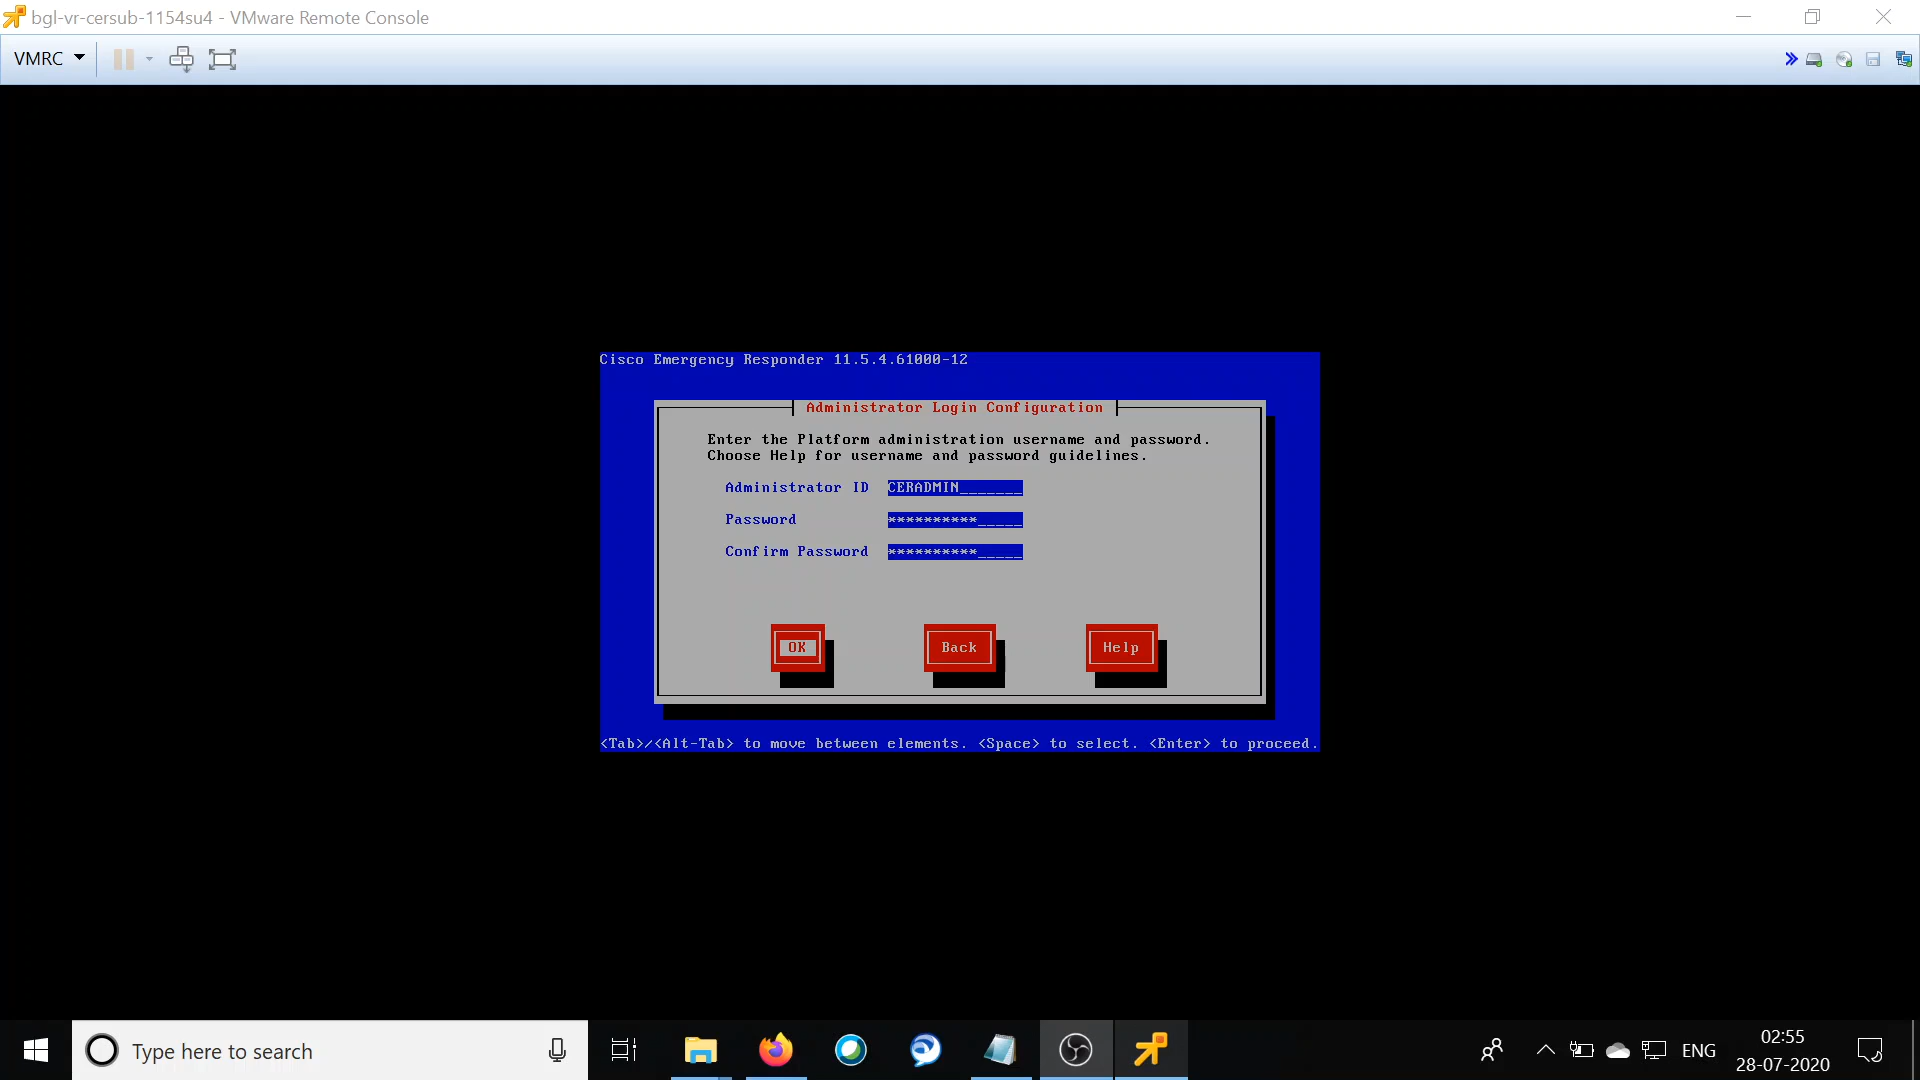 bgl-vr-cersub-1154su4 - VMware Remote Console
VMRC
Cisco Emergency Responder 11.5.4.61000-12
Administrator Login Configuration
Enter the Platform administration username and password.
Choose Help for username and password guidelines.
Administrator ID CERADMIN_______
Password **********_____
Confirm Password **********_____
OK Back Help
<Tab>/<Alt-Tab> to move between elements. <Space> to select. <Enter> to proceed.
Type here to search
ENG
02:55
28-07-2020